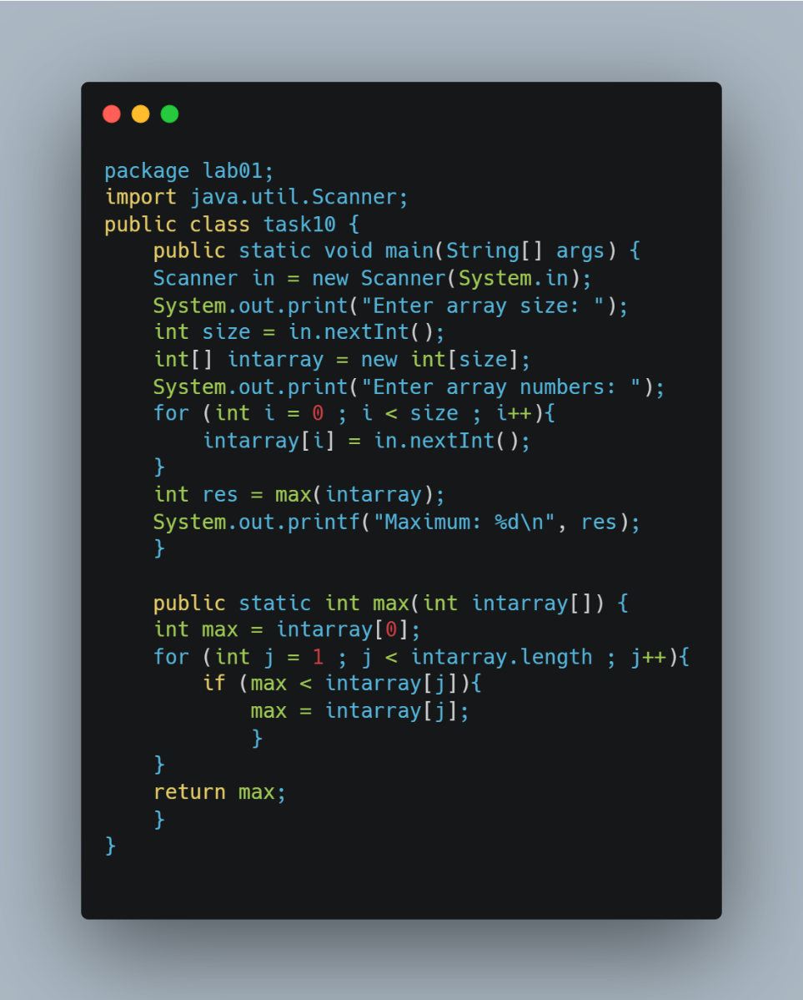 package lab01;
import java.util.Scanner;
public class task10 {
    public static void main(String[] args) {
    Scanner in = new Scanner(System.in);
    System.out.print("Enter array size: ");
    int size = in.nextInt();
    int[] intarray = new int[size];
    System.out.print("Enter array numbers: ");
    for (int i = 0 ; i < size ; i++){
        intarray[i] = in.nextInt();
    }
    int res = max(intarray);
    System.out.printf("Maximum: %d\n", res);
    }

    public static int max(int intarray[]) {
    int max = intarray[0];
    for (int j = 1 ; j < intarray.length ; j++){
        if (max < intarray[j]){
            max = intarray[j];
            }
    }
    return max;
    }
}